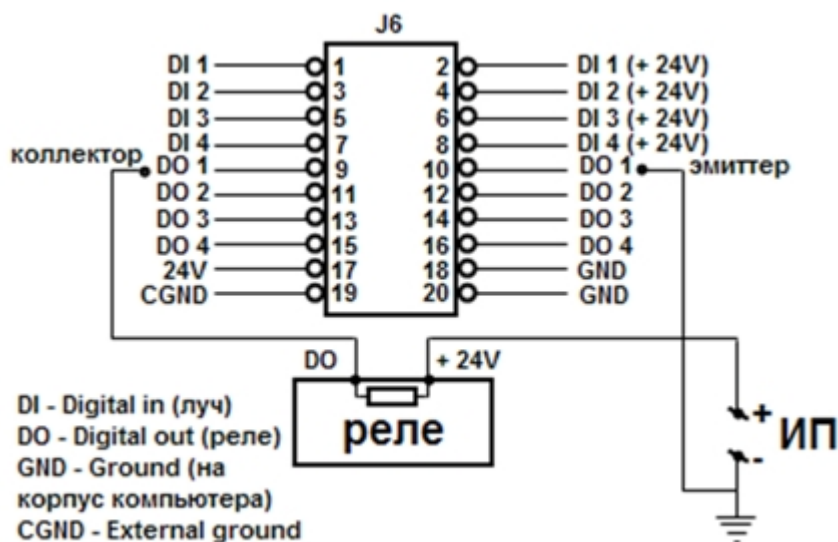 J6
DI 1 1 2 DI 1 (+ 24V)
DI 2 3 4 DI 2 (+ 24V)
DI 3 5 6 DI 3 (+ 24V)
DI 4 7 8 DI 4 (+ 24V)
коллектор DO 1 9 10 DO 1 эмиттер
DO 2 11 12 DO 2
DO 3 13 14 DO 3
DO 4 15 16 DO 4
24V 17 18 GND
CGND 19 20 GND
DO + 24V
реле
+ ИП
-
DI - Digital in (луч)
DO - Digital out (реле)
GND - Ground (на
корпус компьютера)
CGND - External ground